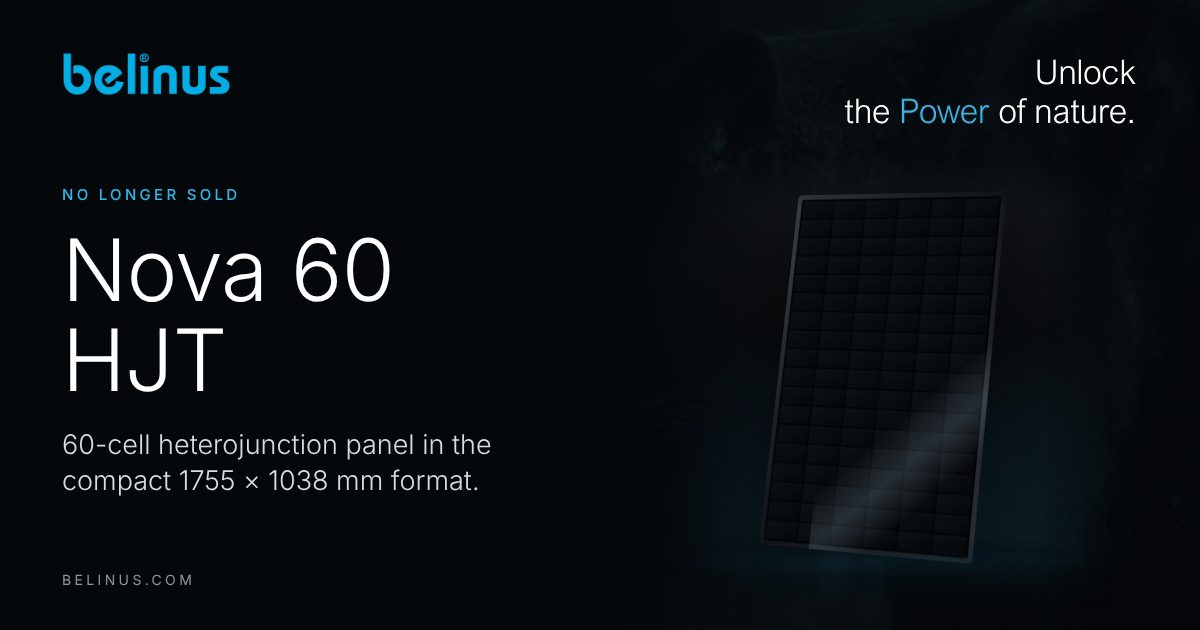 belinus®
Unlock
the Power of nature.
NO LONGER SOLD
Nova 60
HJT
60-cell heterojunction panel in the
compact 1755 × 1038 mm format.
BELINUS.COM